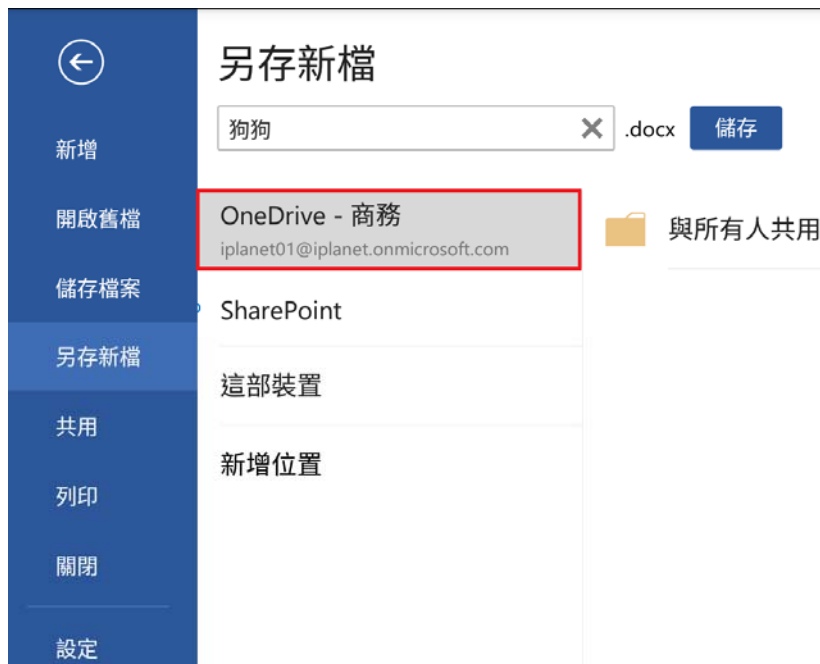 另存新檔
狗狗
.docx
儲存
新增
開啟舊檔
儲存檔案
另存新檔
共用
列印
關閉
設定
OneDrive - 商務
iplanet01@iplanet.onmicrosoft.com
SharePoint
這部裝置
新增位置
與所有人共用